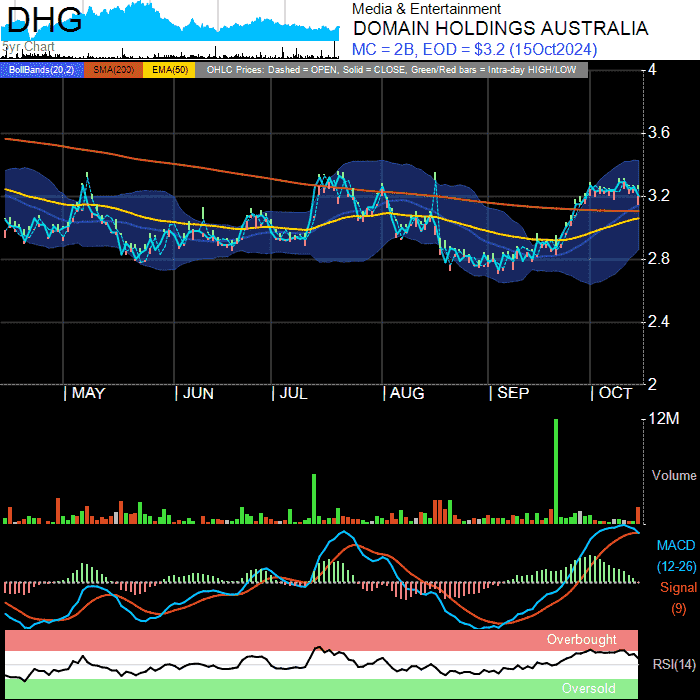 DHG
5yr Chart
Media & Entertainment
DOMAIN HOLDINGS AUSTRALIA
MC = 2B, EOD = $3.2 (15Oct2024)
BollBands(20,2) SMA(200) EMA(50) OHLC Prices: Dashed = OPEN, Solid = CLOSE, Green/Red bars = Intra-day HIGH/LOW
4
3.6
3.2
2.8
2.4
2
| MAY | JUN | JUL | AUG | SEP | OCT
12M
Volume
MACD
(12-26)
Signal
(9)
Overbought
RSI(14)
Oversold